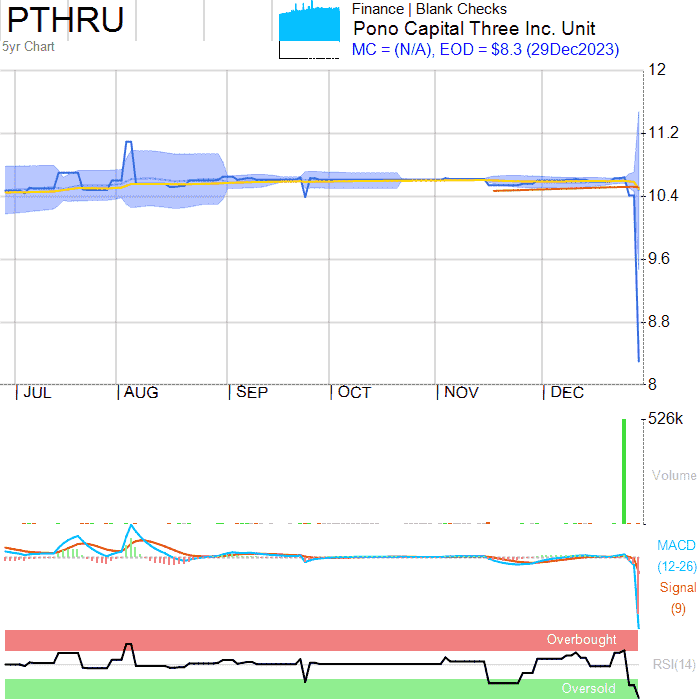 PTHRU
5yr Chart
Finance | Blank Checks
Pono Capital Three Inc. Unit
MC = (N/A), EOD = $8.3 (29Dec2023)
12
11.2
10.4
9.6
8.8
8
JUL AUG SEP OCT NOV DEC
526k
Volume
MACD
(12-26)
Signal
(9)
Overbought
RSI(14)
Oversold